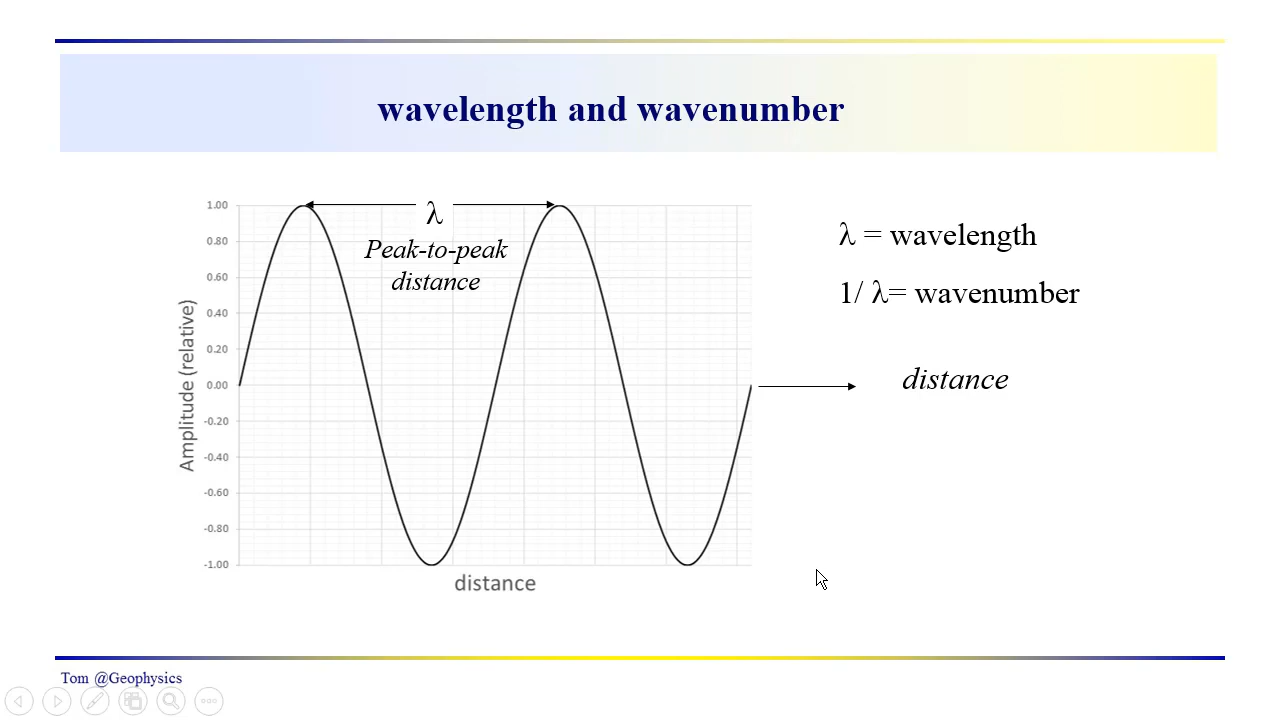 wavelength and wavenumber
1.00
0.80
0.60
0.40
0.20
0.00
-0.20
-0.40
-0.60
-0.80
-1.00
Amplitude (relative)
λ
Peak-to-peak
distance
distance
λ = wavelength
1/ λ= wavenumber
distance
Tom @Geophysics